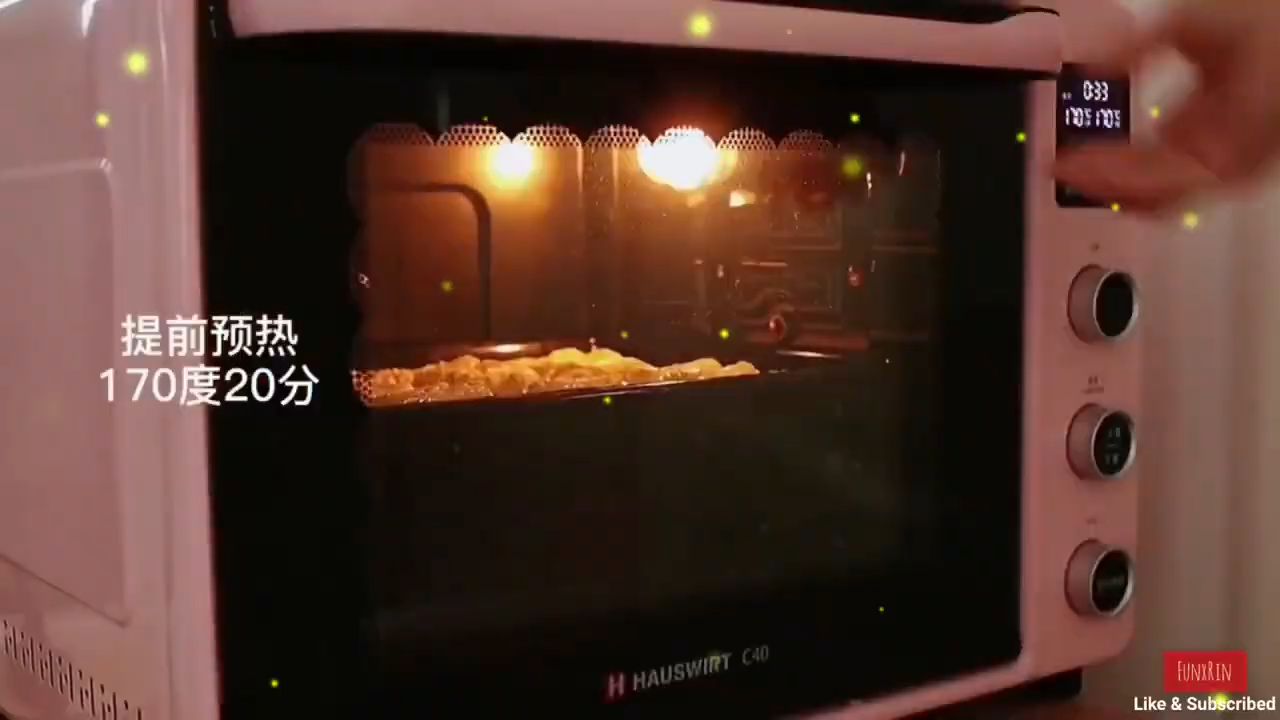 0:33
170℃ 170℃
提前预热
170度20分
HAUSWIRT C40
FunxRin
Like & Subscribed